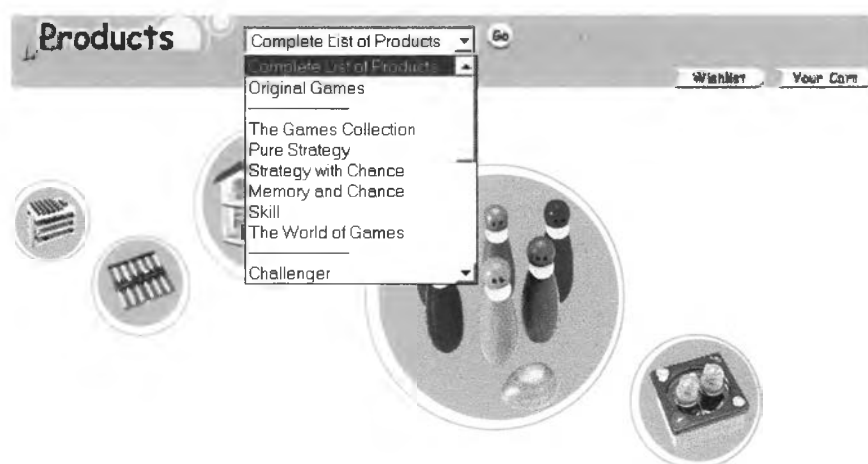 Products
Complete List of Products
Go
Complete List of Products
Original Games
Wishlist
Your Cart
The Games Collection
Pure Strategy
Strategy with Chance
Memory and Chance
Skill
The World of Games
Challenger